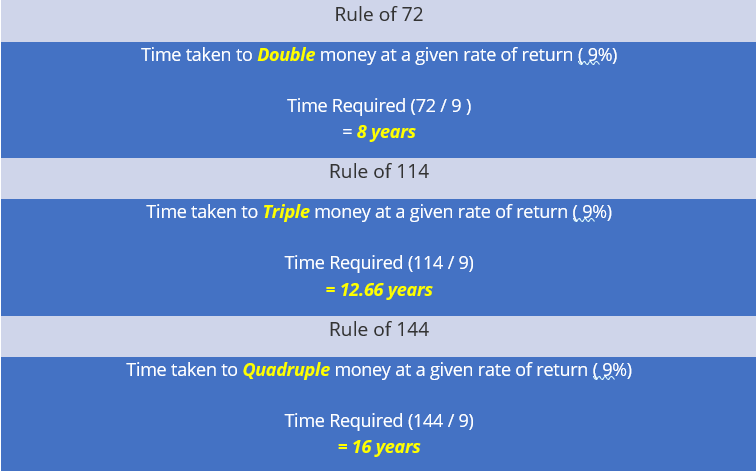 Rule of 72
Time taken to Double money at a given rate of return ( 9%)
Time Required (72 / 9 )
= 8 years
Rule of 114
Time taken to Triple money at a given rate of return ( 9%)
Time Required (114 / 9)
= 12.66 years
Rule of 144
Time taken to Quadruple money at a given rate of return ( 9%)
Time Required (144 / 9)
= 16 years